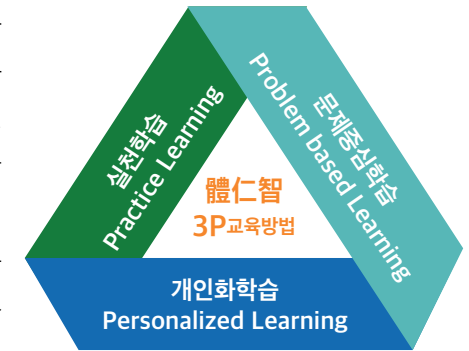 실천학습
Practice Learning
문제중심학습
Problem based Learning
體仁智
3P교육방법
개인화학습
Personalized Learning